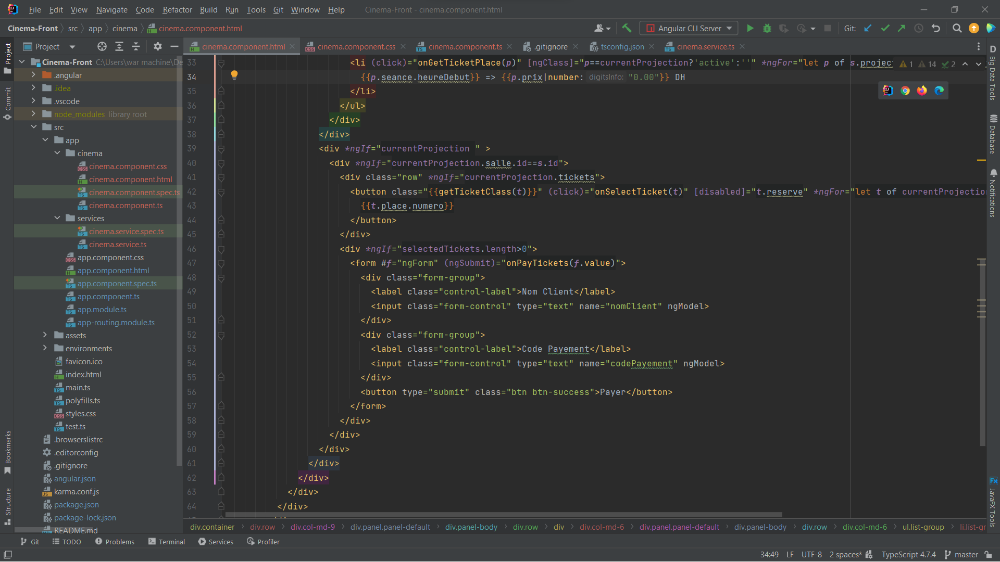 File Edit View Navigate Code Refactor Build Run Tools Git Window Help Cinema-Front - cinema.component.html
Cinema-Front src app cinema cinema.component.html Angular CLI Server Git:
Project
cinema.component.html cinema.component.css cinema.component.ts .gitignore tsconfig.json cinema.service.ts
Project
Commit
Bookmarks
Structure
Cinema-Front C:\Users\war machine\De
.angular
.idea
.vscode
node_modules library root
src
app
cinema
cinema.component.css
cinema.component.html
cinema.component.spec.ts
cinema.component.ts
services
cinema.service.spec.ts
cinema.service.ts
app.component.css
app.component.html
app.component.spec.ts
app.component.ts
app.module.ts
app-routing.module.ts
assets
environments
favicon.ico
index.html
main.ts
polyfills.ts
styles.css
test.ts
.browserslistrc
.editorconfig
.gitignore
angular.json
karma.conf.js
package.json
package-lock.json
README.md
33 <li (click)="onGetTicketPlace(p)" [ngClass]="p==currentProjection?'active':''" *ngFor="let p of s.project 1 14 2
34 {{p.seance.heureDebut}} => {{p.prix|number: digitsInfo: "0.00"}} DH
35 </li>
36 </ul>
37 </div>
38 </div>
39 <div *ngIf="currentProjection " >
40 <div *ngIf="currentProjection.salle.id==s.id">
41 <div class="row" *ngIf="currentProjection.tickets">
42 <button class="{{getTicketClass(t)}}" (click)="onSelectTicket(t)" [disabled]="t.reserve" *ngFor="let t of currentProjection
43 {{t.place.numero}}
44 </button>
45 </div>
46 <div *ngIf="selectedTickets.length>0">
47 <form #f="ngForm" (ngSubmit)="onPayTickets(f.value)">
48 <div class="form-group">
49 <label class="control-label">Nom Client</label>
50 <input class="form-control" type="text" name="nomClient" ngModel>
51 </div>
52 <div class="form-group">
53 <label class="control-label">Code Payement</label>
54 <input class="form-control" type="text" name="codePayement" ngModel>
55 </div>
56 <button type="submit" class="btn btn-success">Payer</button>
57 </form>
58 </div>
59 </div>
60 </div>
61 </div>
62 </div>
63 </div>
64 </div>
Big Data Tools
Database
Notifications
JavaFX Tools
div.container div.row div.col-md-9 div.panel.panel-default div.panel-body div.row div div.col-md-6 div.panel.panel-default div.panel-body div.row div.col-md-6 ul.list-group li.list-gr
Git TODO Problems Terminal Services Profiler
34:49 LF UTF-8 2 spaces* TypeScript 4.7.4 master